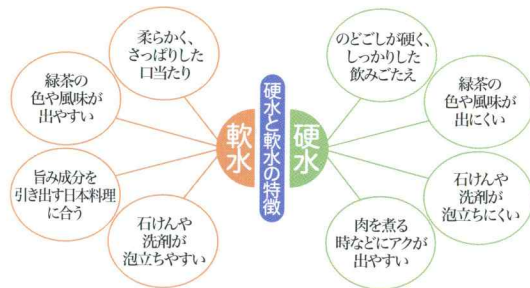 硬水と軟水の特徴
軟水
柔らかく、
さっぱりした
口当たり
緑茶の
色や風味が
出やすい
旨み成分を
引き出す日本料理
に合う
石けんや
洗剤が
泡立ちやすい
硬水
のどごしが硬く、
しっかりした
飲みごたえ
緑茶の
色や風味が
出にくい
石けんや
洗剤が
泡立ちにくい
肉を煮る
時などにアクが
出やすい